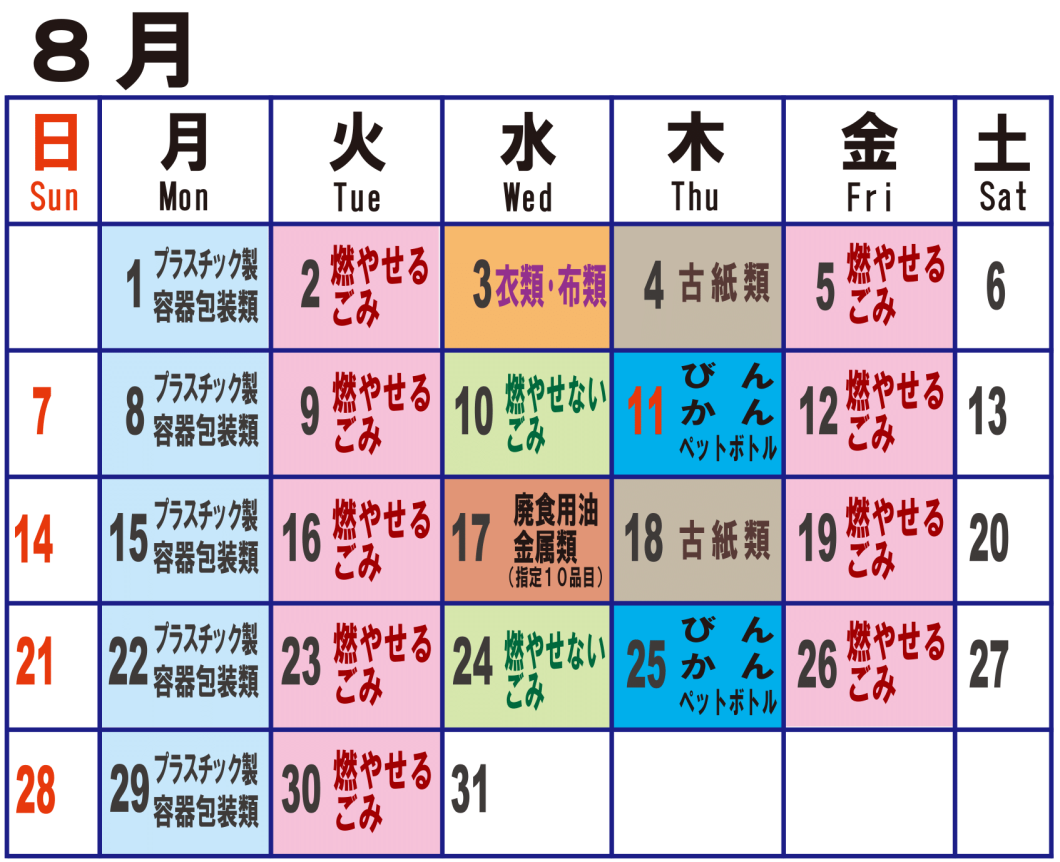 8月
日 月 火 水 木 金 土
Sun Mon Tue Wed Thu Fri Sat
1 プラスチック製
容器包装類
2 燃やせる
ごみ
3 衣類・布類
4 古紙類
5 燃やせる
ごみ
6
7
8 プラスチック製
容器包装類
9 燃やせる
ごみ
10 燃やせない
ごみ
11 びん
かん
ペットボトル
12 燃やせる
ごみ
13
14
15 プラスチック製
容器包装類
16 燃やせる
ごみ
17 廃食用油
金属類
(指定10品目)
18 古紙類
19 燃やせる
ごみ
20
21
22 プラスチック製
容器包装類
23 燃やせる
ごみ
24 燃やせない
ごみ
25 びん
かん
ペットボトル
26 燃やせる
ごみ
27
28
29 プラスチック製
容器包装類
30 燃やせる
ごみ
31